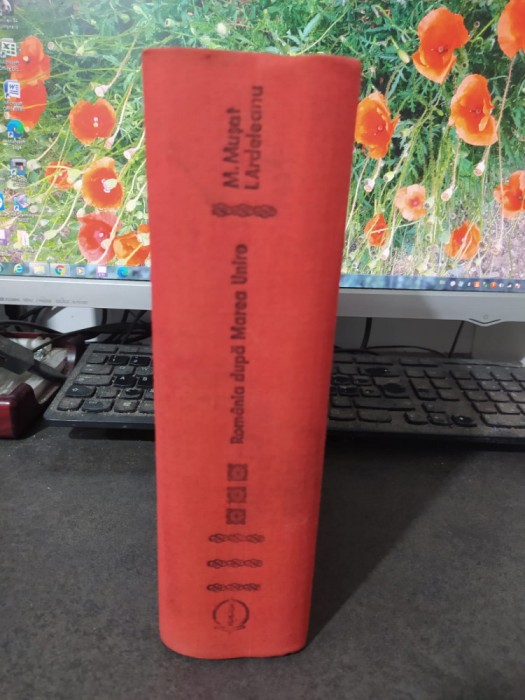 M. Mușat
I. Ardeleanu
România după Marea Unire